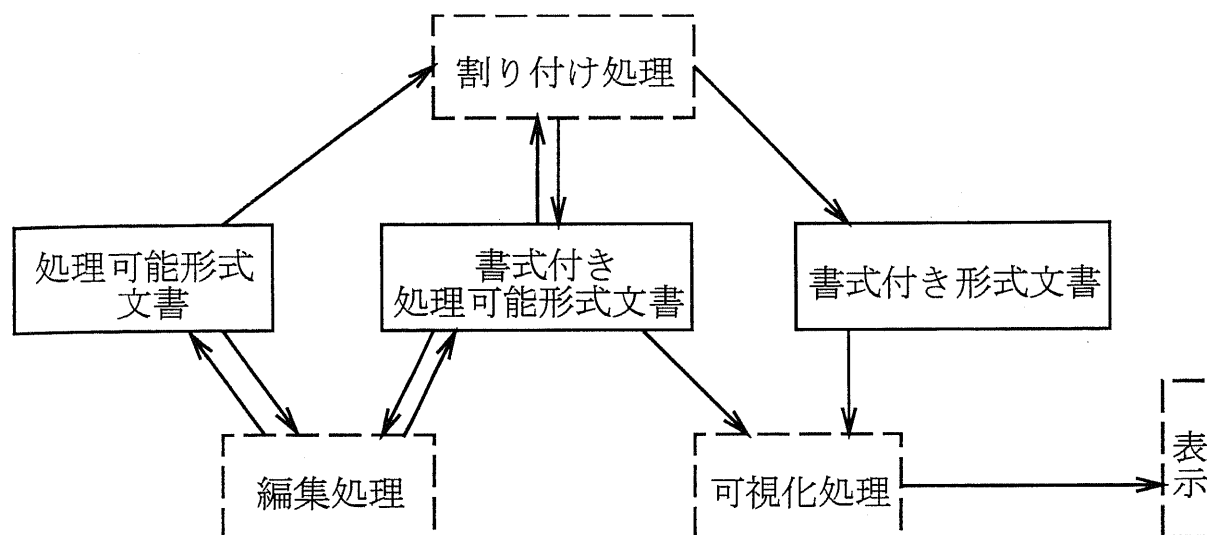 割り付け処理
処理可能形式
文書
書式付き
処理可能形式文書
書式付き形式文書
編集処理
可視化処理
表
示